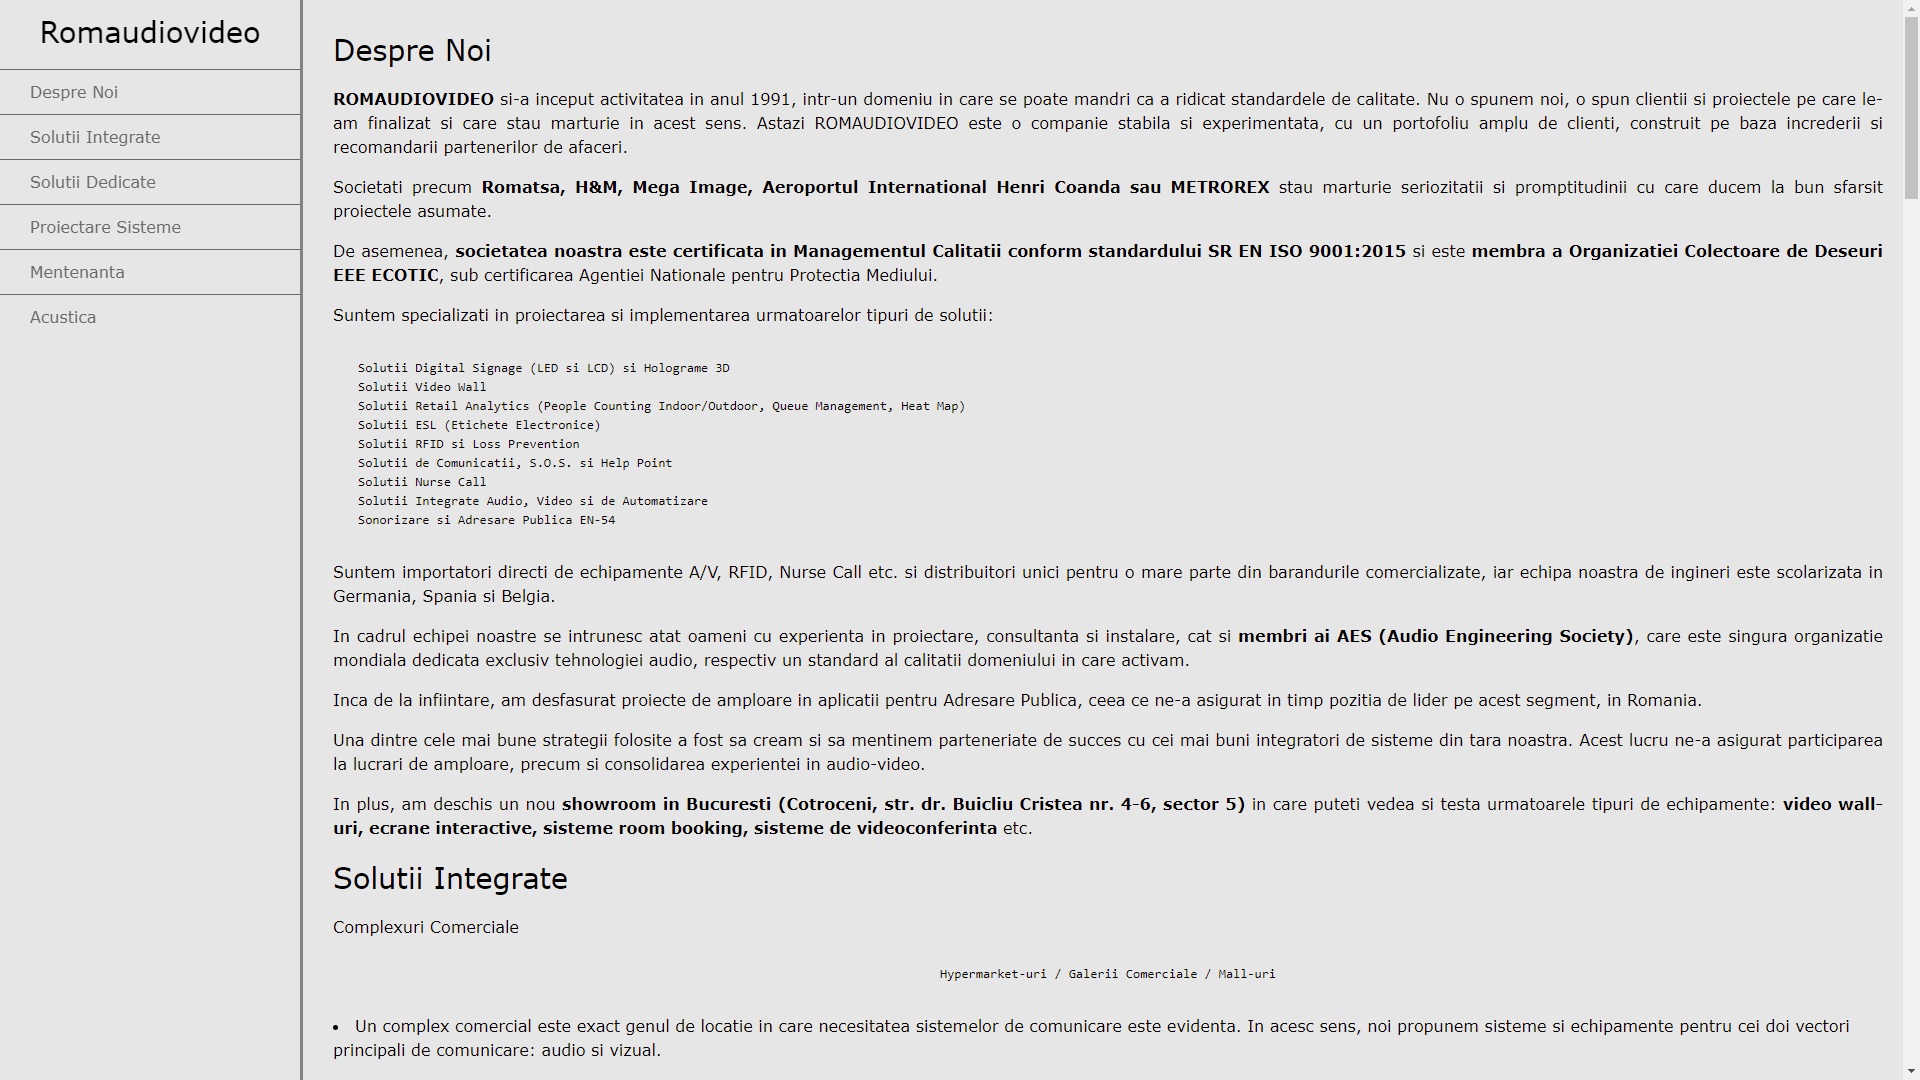 Romaudiovideo
Despre Noi
Solutii Integrate
Solutii Dedicate
Proiectare Sisteme
Mentenanta
Acustica
Despre Noi
ROMAUDIOVIDEO si-a inceput activitatea in anul 1991, intr-un domeniu in care se poate mandri ca a ridicat standardele de calitate. Nu o spunem noi, o spun clientii si proiectele pe care le-
am finalizat si care stau marturie in acest sens. Astazi ROMAUDIOVIDEO este o companie stabila si experimentata, cu un portofoliu amplu de clienti, construit pe baza increderii si
recomandarii partenerilor de afaceri.
Societati precum Romatsa, H&M, Mega Image, Aeroportul International Henri Coanda sau METROREX stau marturie seriozitatii si promptitudinii cu care ducem la bun sfarsit
proiectele asumate.
De asemenea, societatea noastra este certificata in Managementul Calitatii conform standardului SR EN ISO 9001:2015 si este membra a Organizatiei Colectoare de Deseuri
EEE ECOTIC, sub certificarea Agentiei Nationale pentru Protectia Mediului.
Suntem specializati in proiectarea si implementarea urmatoarelor tipuri de solutii:
Solutii Digital Signage (LED si LCD) si Holograme 3D
Solutii Video Wall
Solutii Retail Analytics (People Counting Indoor/Outdoor, Queue Management, Heat Map)
Solutii ESL (Etichete Electronice)
Solutii RFID si Loss Prevention
Solutii de Comunicatii, S.O.S. si Help Point
Solutii Nurse Call
Solutii Integrate Audio, Video si de Automatizare
Sonorizare si Adresare Publica EN-54
Suntem importatori directi de echipamente A/V, RFID, Nurse Call etc. si distribuitori unici pentru o mare parte din barandurile comercializate, iar echipa noastra de ingineri este scolarizata in
Germania, Spania si Belgia.
In cadrul echipei noastre se intrunesc atat oameni cu experienta in proiectare, consultanta si instalare, cat si membri ai AES (Audio Engineering Society), care este singura organizatie
mondiala dedicata exclusiv tehnologiei audio, respectiv un standard al calitatii domeniului in care activam.
Inca de la infiintare, am desfasurat proiecte de amploare in aplicatii pentru Adresare Publica, ceea ce ne-a asigurat in timp pozitia de lider pe acest segment, in Romania.
Una dintre cele mai bune strategii folosite a fost sa cream si sa mentinem parteneriate de succes cu cei mai buni integratori de sisteme din tara noastra. Acest lucru ne-a asigurat participarea
la lucrari de amploare, precum si consolidarea experientei in audio-video.
In plus, am deschis un nou showroom in Bucuresti (Cotroceni, str. dr. Buicliu Cristea nr. 4-6, sector 5) in care puteti vedea si testa urmatoarele tipuri de echipamente: video wall-
uri, ecrane interactive, sisteme room booking, sisteme de videoconferinta etc.
Solutii Integrate
Complexuri Comerciale
Hypermarket-uri / Galerii Comerciale / Mall-uri
• Un complex comercial este exact genul de locatie in care necesitatea sistemelor de comunicare este evidenta. In acesc sens, noi propunem sisteme si echipamente pentru cei doi vectori
principali de comunicare: audio si vizual.